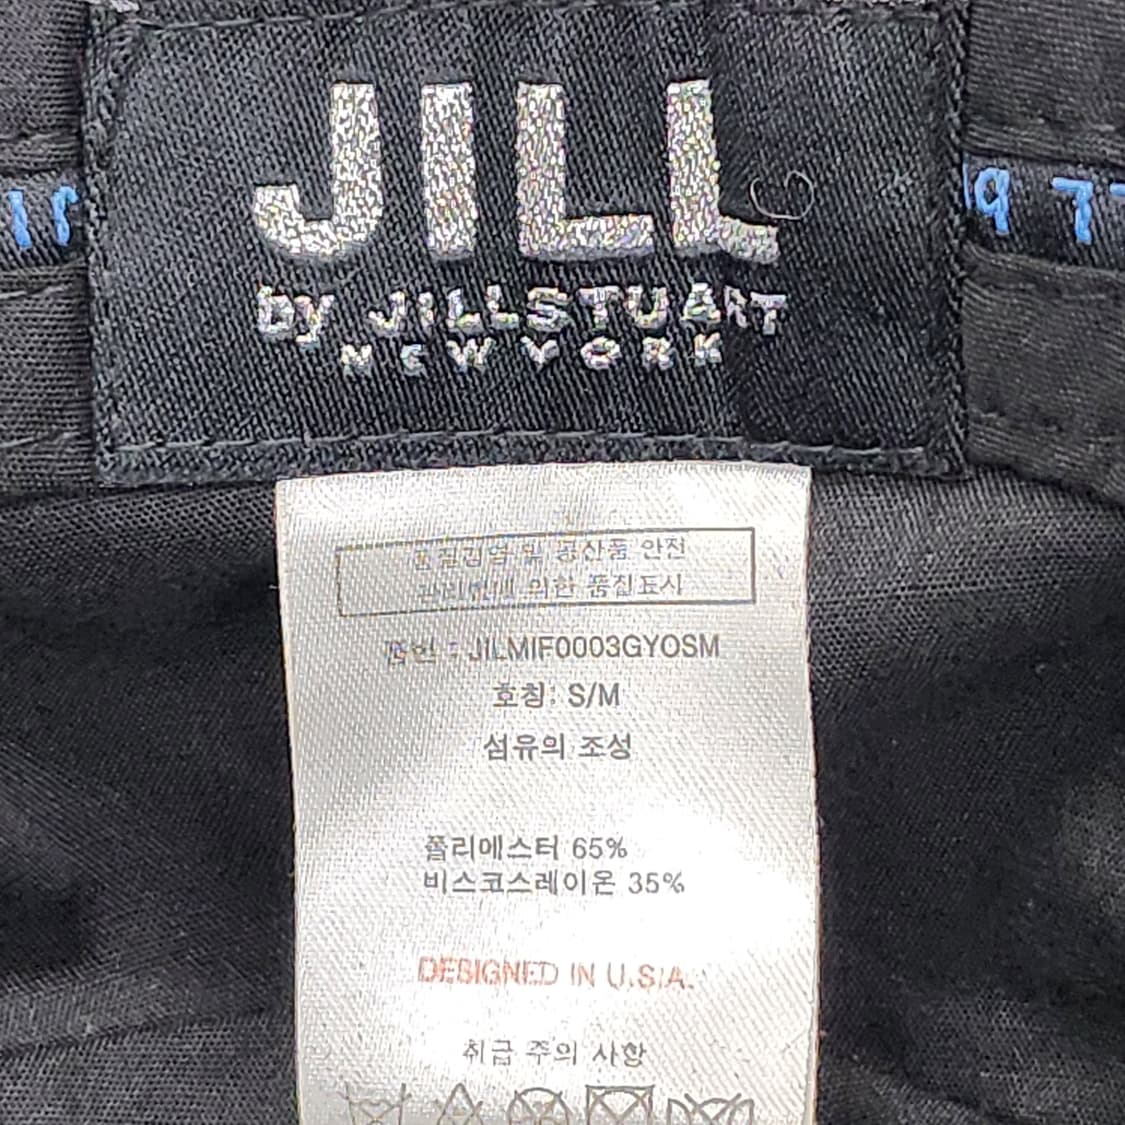 JILL
by JILLSTUART
NEW YORK
품질경영 및 공산품 안전
관리법에 의한 품질표시
품번 : JILMIF0003GYOSM
호칭: S/M
섬유의 조성
폴리에스터 65%
비스코스레이온 35%
DESIGNED IN U.S.A.
취급 주의 사항